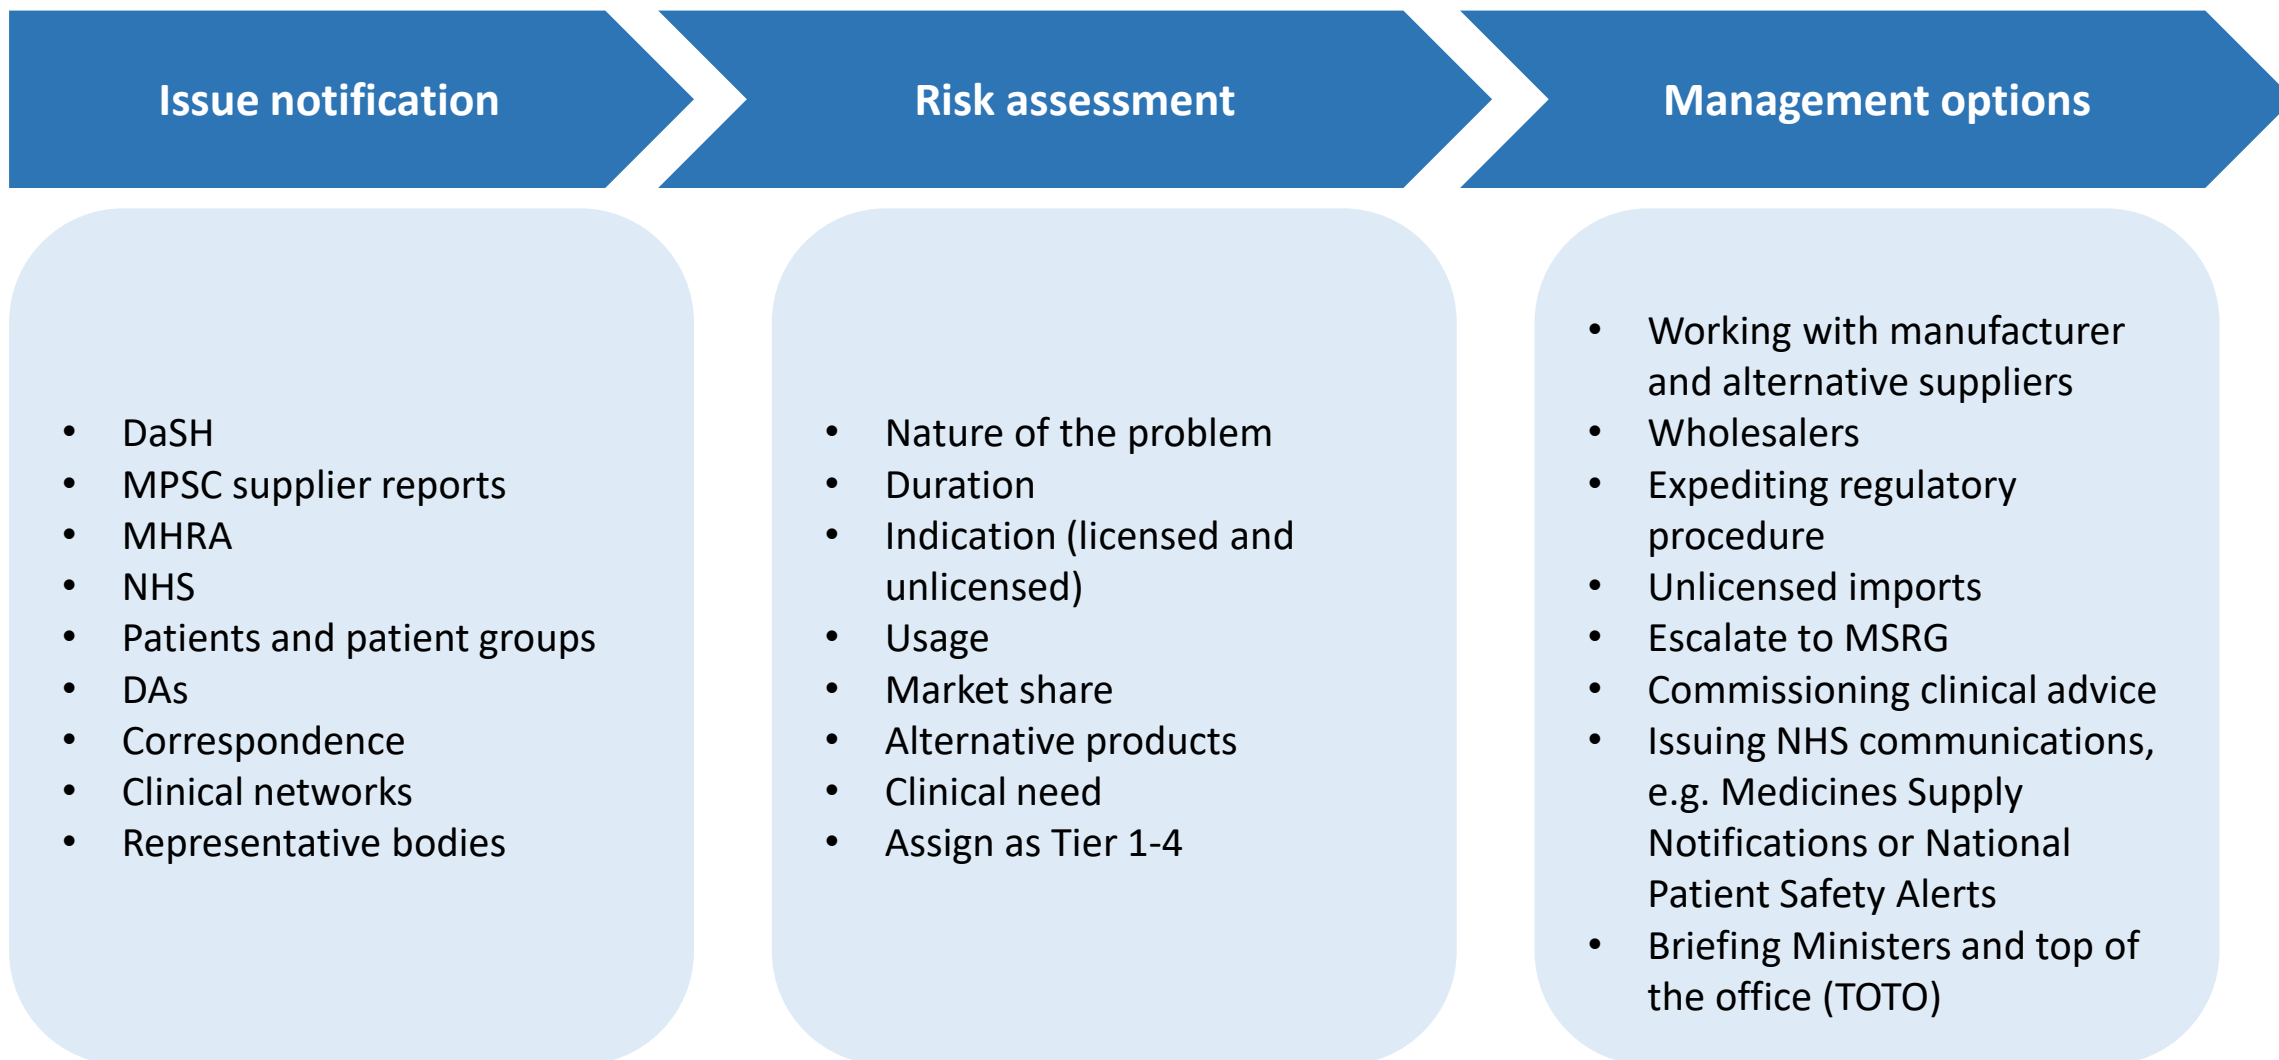 Issue notification
Risk assessment
Management options
• DaSH
• MPSC supplier reports
• MHRA
• NHS
• Patients and patient groups
• DAs
• Correspondence
• Clinical networks
• Representative bodies
• Nature of the problem
• Duration
• Indication (licensed and
unlicensed)
• Usage
• Market share
• Alternative products
• Clinical need
• Assign as Tier 1-4
• Working with manufacturer
and alternative suppliers
• Wholesalers
• Expediting regulatory
procedure
• Unlicensed imports
• Escalate to MSRG
• Commissioning clinical advice
• Issuing NHS communications,
e.g. Medicines Supply
Notifications or National
Patient Safety Alerts
• Briefing Ministers and top of
the office (TOTO)